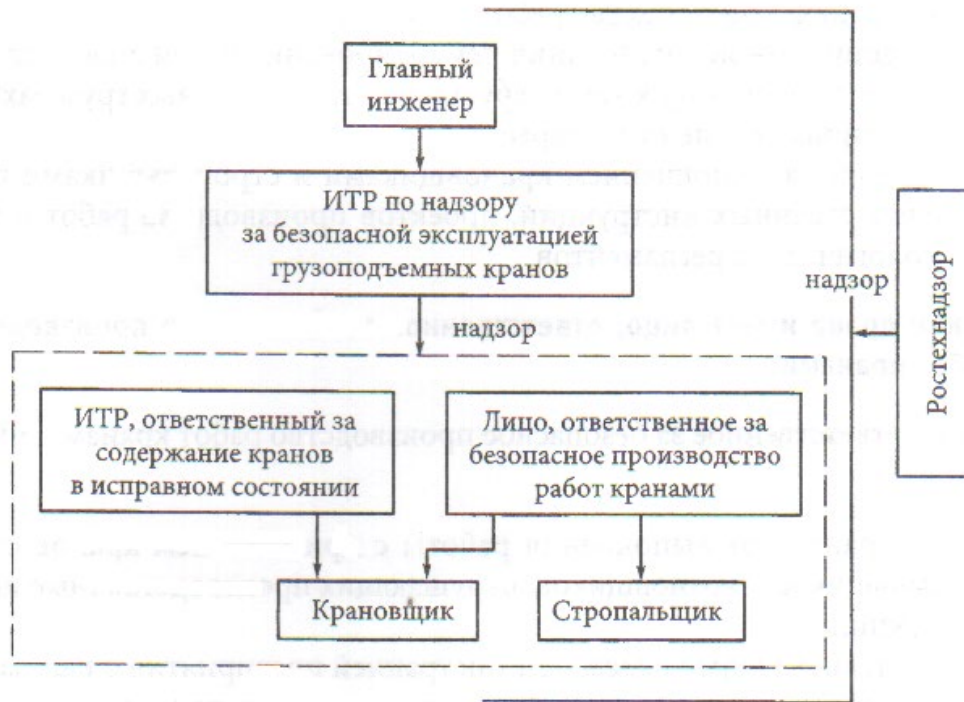 Главный
инженер
ИТР по надзору
за безопасной эксплуатацией
грузоподъемных кранов
надзор
надзор
Ростехнадзор
ИТР, ответственный за
содержание кранов
в исправном состоянии
Лицо, ответственное за
безопасное производство
работ кранами
Крановщик
Стропальщик